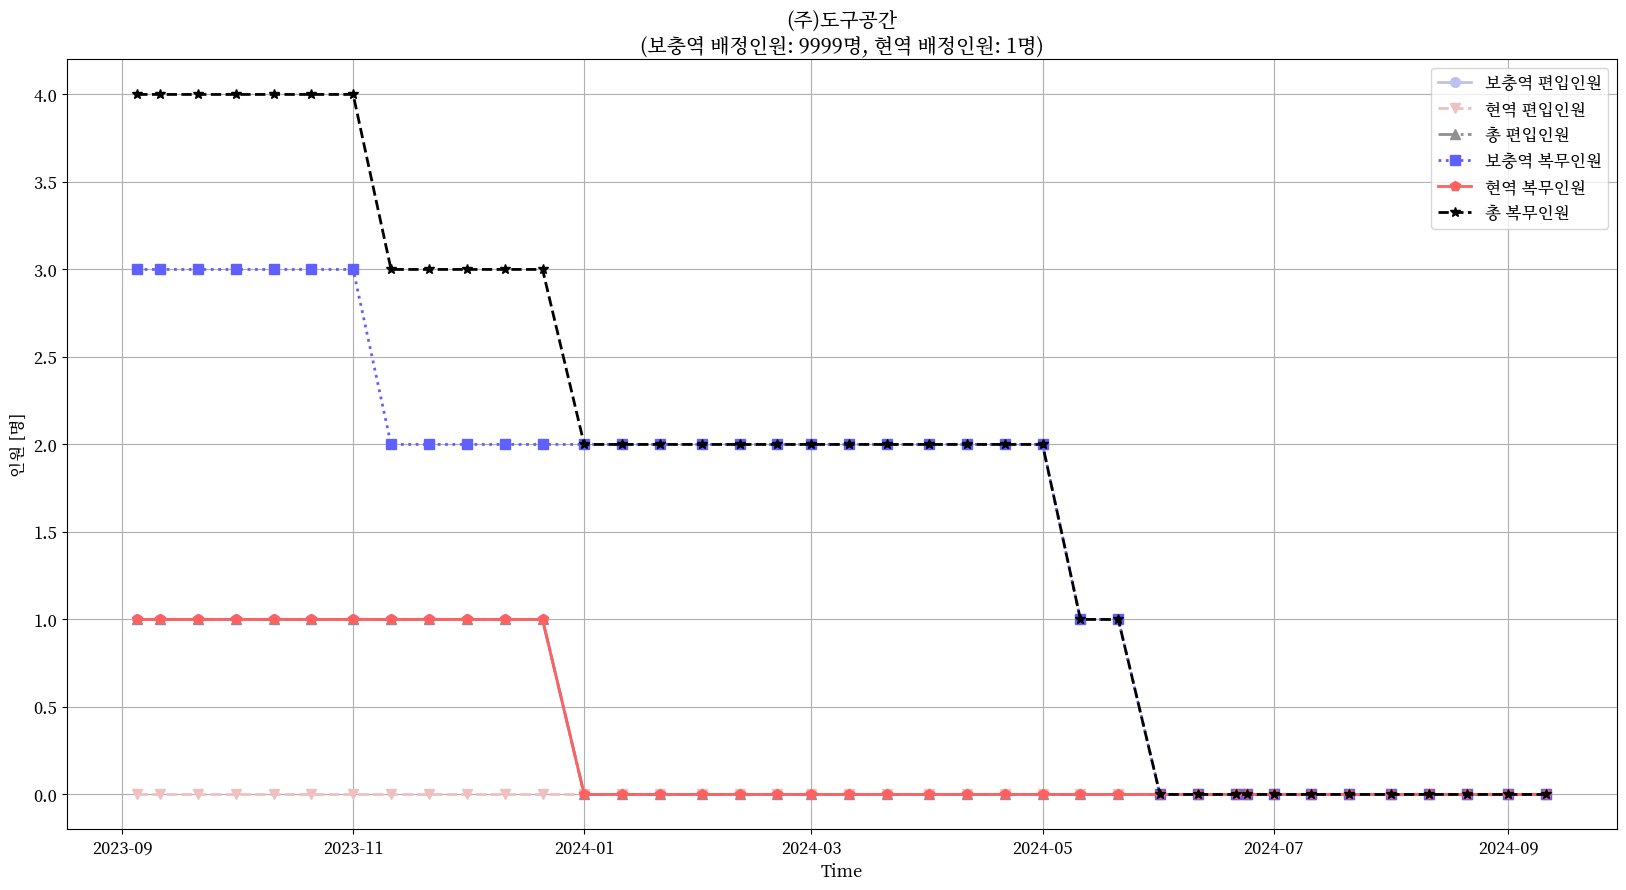 (주)도구공간
(보충역 배정인원: 9999명, 현역 배정인원: 1명)
보충역 편입인원
현역 편입인원
총 편입인원
보충역 복무인원
현역 복무인원
총 복무인원
인원 [명]
4.0
3.5
3.0
2.5
2.0
1.5
1.0
0.5
0.0
2023-09 2023-11 2024-01 2024-03 2024-05 2024-07 2024-09
Time